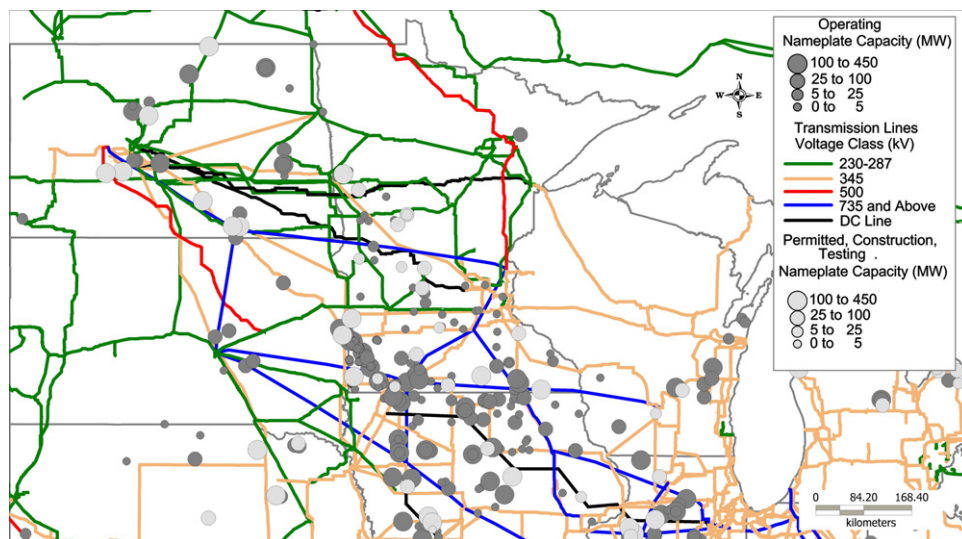 Operating
Nameplate Capacity (MW)
100 to 450
25 to 100
5 to 25
0 to 5
Transmission Lines
Voltage Class (kV)
230-287
345
500
735 and Above
DC Line
Permitted, Construction,
Testing .
Nameplate Capacity (MW)
100 to 450
25 to 100
5 to 25
0 to 5
N
W E
S
0 84.20 168.40
kilometers